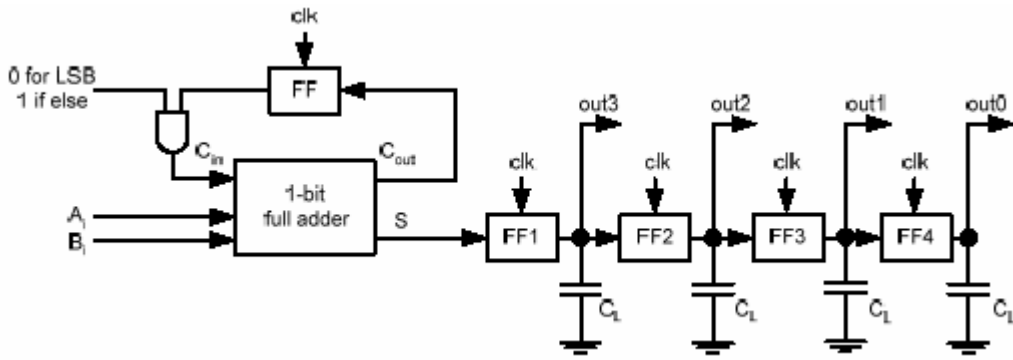 clk
0 for LSB
1 if else
FF
out3
out2
out1
out0
Cin
Cout
clk
clk
clk
clk
1-bit
full adder
Ai
Bi
S
FF1
FF2
FF3
FF4
CL
CL
CL
CL